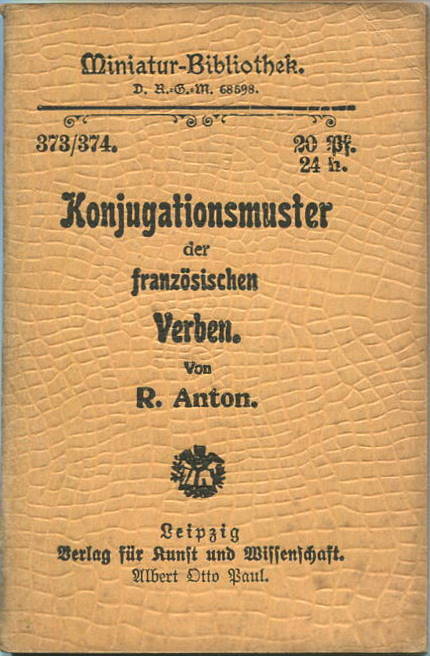 Miniatur-Bibliothek.
D. R.-G.-M. 68598.
373/374. 20 Pf.
24 h.
Konjugationsmuster
der
französischen
Verben.
Von
R. Anton.
Leipzig
Verlag für Kunst und Wissenschaft.
Albert Otto Paul.